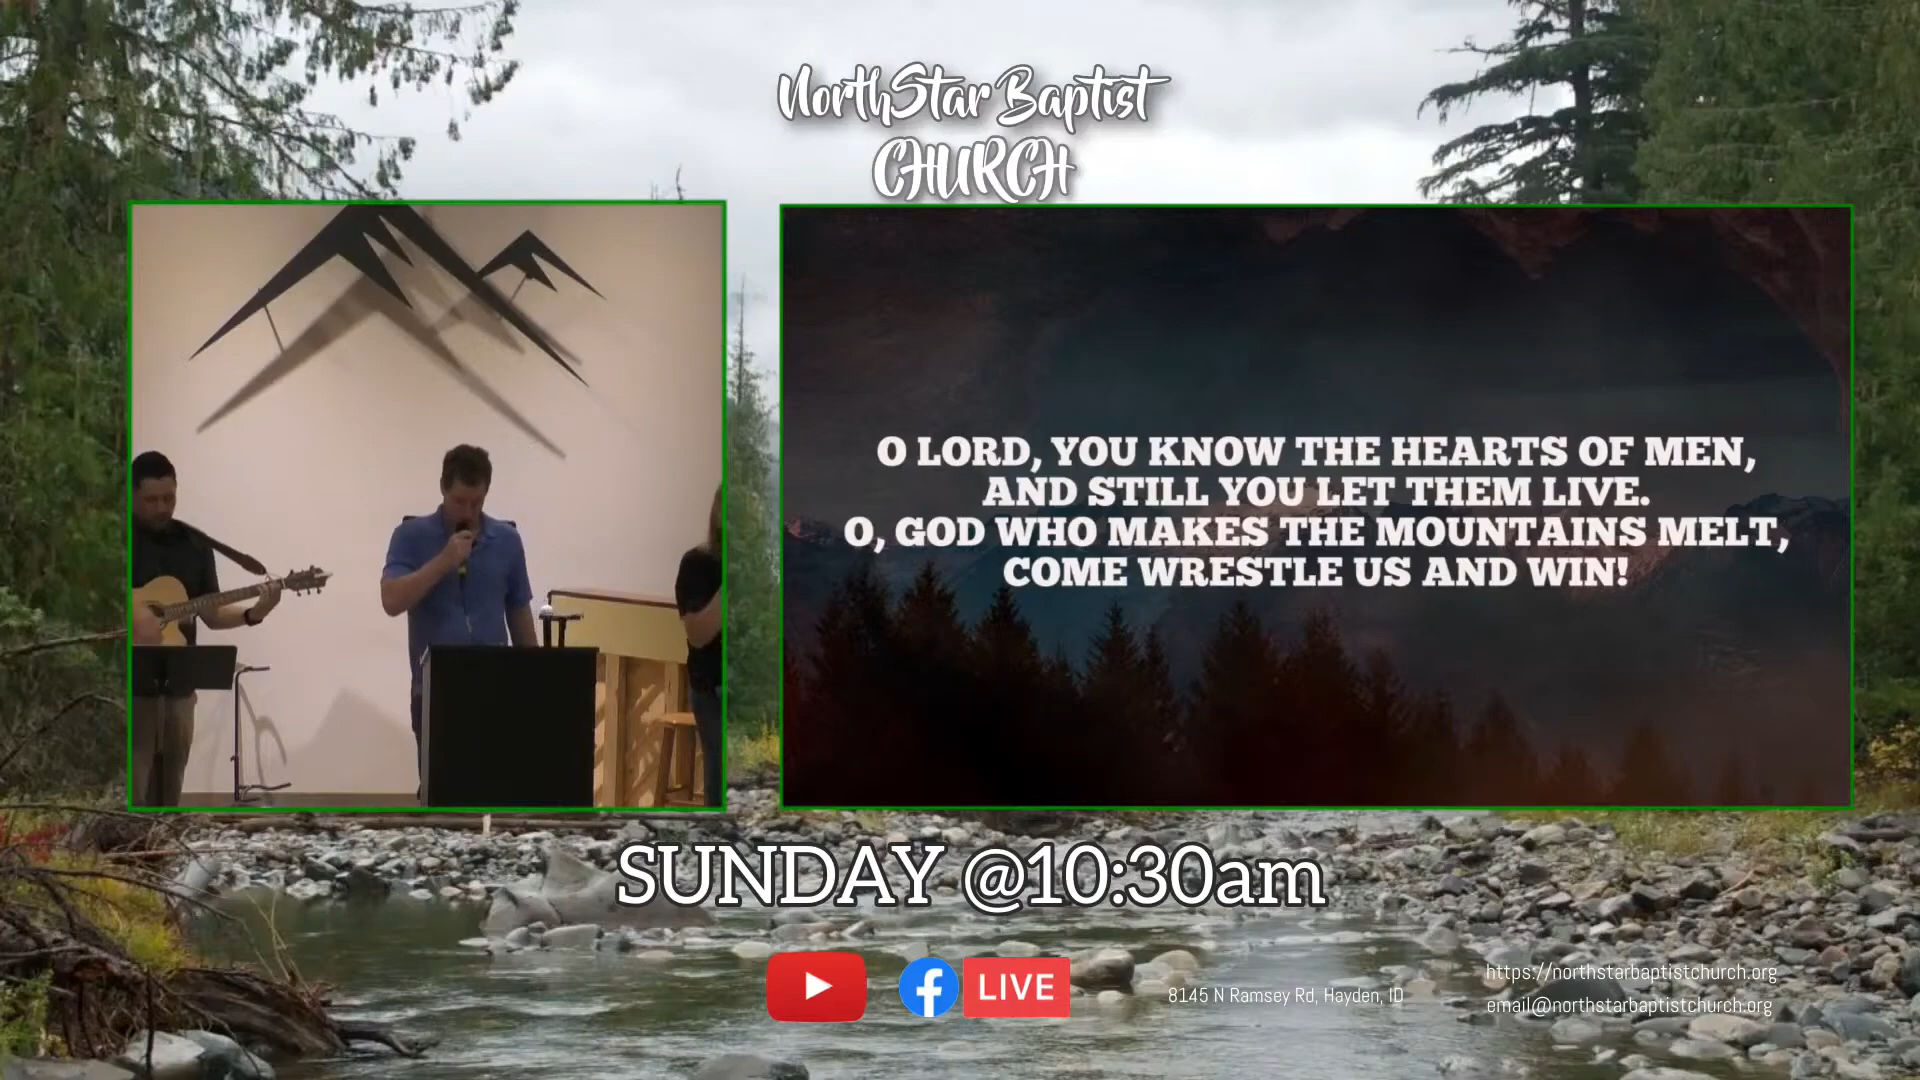 NorthStar Baptist
CHURCH
O LORD, YOU KNOW THE HEARTS OF MEN,
AND STILL YOU LET THEM LIVE.
O, GOD WHO MAKES THE MOUNTAINS MELT,
COME WRESTLE US AND WIN!
SUNDAY @10:30am
LIVE
8145 N Ramsey Rd, Hayden, ID
https://northstarbaptistchurch.org
email@northstarbaptistchurch.org